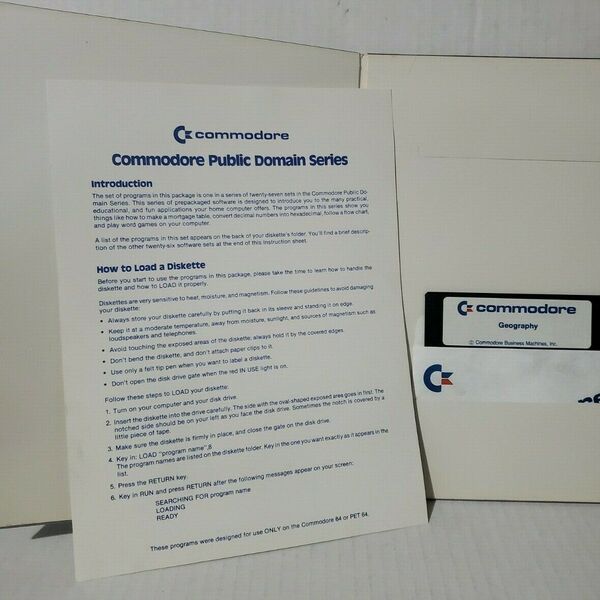 commodore
Commodore Public Domain Series
Introduction
The set of programs in this package is one in a series of twenty-seven sets in the Commodore Public Do-
main Series. This series of prepackaged software is designed to introduce you to the many practical,
educational, and fun applications your home computer offers. The programs in this series show you
things like how to make a mortgage table, convert decimal numbers into hexadecimal, follow a flow chart,
and play word games on your computer.
A list of the programs in this set appears on the back of your diskette's folder. You'll find a brief descrip-
tion of the other twenty-six software sets at the end of this instruction sheet.
How to Load a Diskette
Before you start to use the programs in this package, please take the time to learn how to handle the
diskette and how to LOAD it properly.
Diskettes are very sensitive to heat, moisture, and magnetism. Follow these guidelines to avoid damaging
your diskette:
• Always store your diskette carefully by putting it back in its sleeve and standing it on edge.
• Keep it at a moderate temperature, away from moisture, sunlight, and sources of magnetism such as
loudspeakers and telephones.
• Avoid touching the exposed areas of the diskette; always hold it by the covered edges.
• Don't bend the diskette, and don't attach paper clips to it.
• Use only a felt tip pen when you want to label a diskette.
• Don't open the disk drive gate when the red IN USE light is on.
Follow these steps to LOAD your diskette:
1. Turn on your computer and your disk drive.
2. Insert the diskette into the drive carefully. The side with the oval-shaped exposed area goes in first. The
notched side should be on your left as you face the disk drive. Sometimes the notch is covered by a
little piece of tape.
3. Make sure the diskette is firmly in place, and close the gate on the disk drive.
4. Key in: LOAD "program name",8
The program names are listed on the diskette folder. Key in the one you want exactly as it appears in the
list.
5. Press the RETURN key.
6. Key in RUN and press RETURN after the following messages appear on your screen:
SEARCHING FOR program name
LOADING
READY
These programs were designed for use ONLY on the Commodore 64 or PET 64.
commodore
Geography
© Commodore Business Machines, Inc.